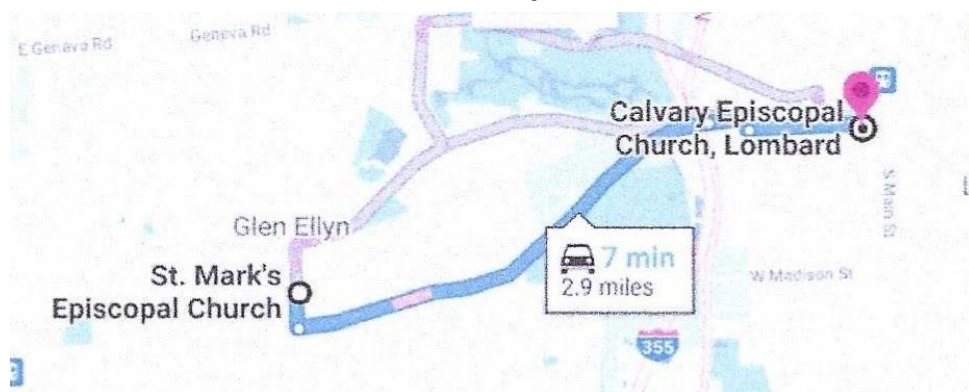 E Geneva Rd
Geneva Rd
Calvary Episcopal
Church, Lombard
S Main St
Glen Ellyn
St. Mark's
Episcopal Church
7 min
2.9 miles
W Madison St
355